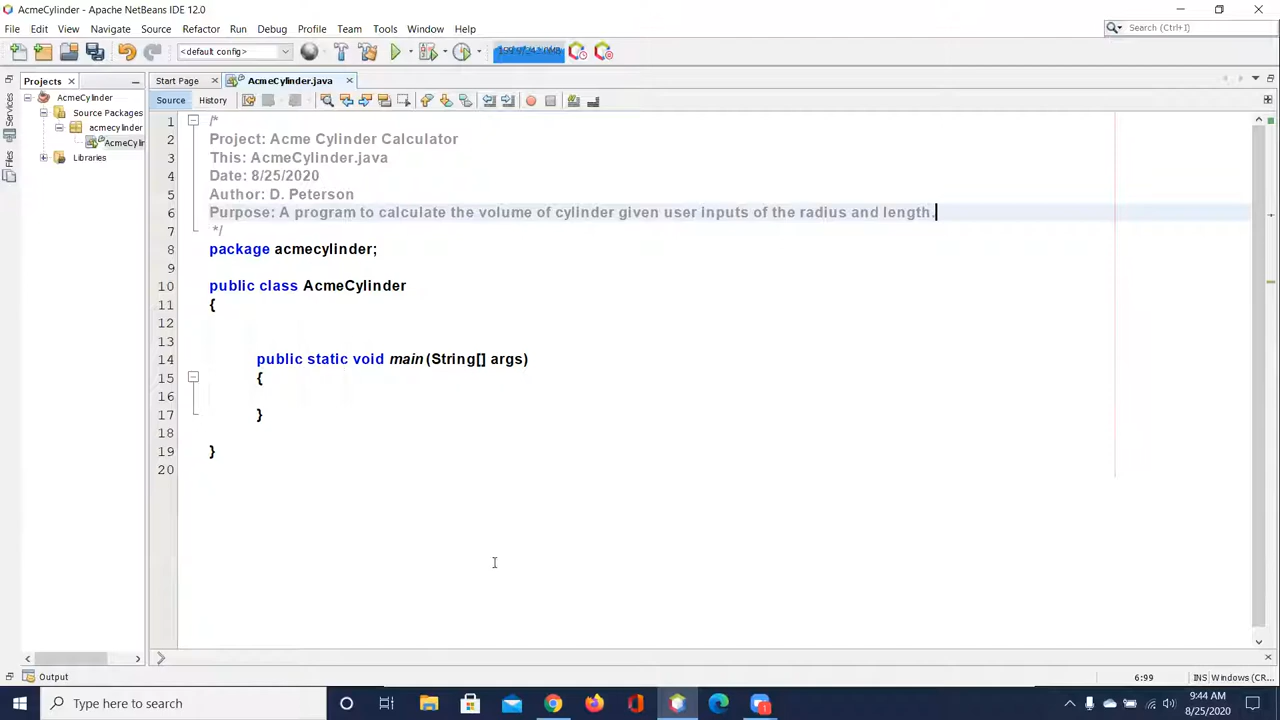 AcmeCylinder - Apache NetBeans IDE 12.0
File Edit View Navigate Source Refactor Run Debug Profile Team Tools Window Help
Search (Ctrl+I)
<default config>
Projects
Start Page
AcmeCylinder.java
Services
Files
AcmeCylinder
Source Packages
acmecylinder
AcmeCylin
Libraries
Source History
1 /*
2 Project: Acme Cylinder Calculator
3 This: AcmeCylinder.java
4 Date: 8/25/2020
5 Author: D. Peterson
6 Purpose: A program to calculate the volume of cylinder given user inputs of the radius and length.
7 */
8 package acmecylinder;
9
10 public class AcmeCylinder
11 {
12
13
14 public static void main(String[] args)
15 {
16
17 }
18
19 }
20
Output
6:99
INS
Windows (CR...
Type here to search
1
9:44 AM
8/25/2020